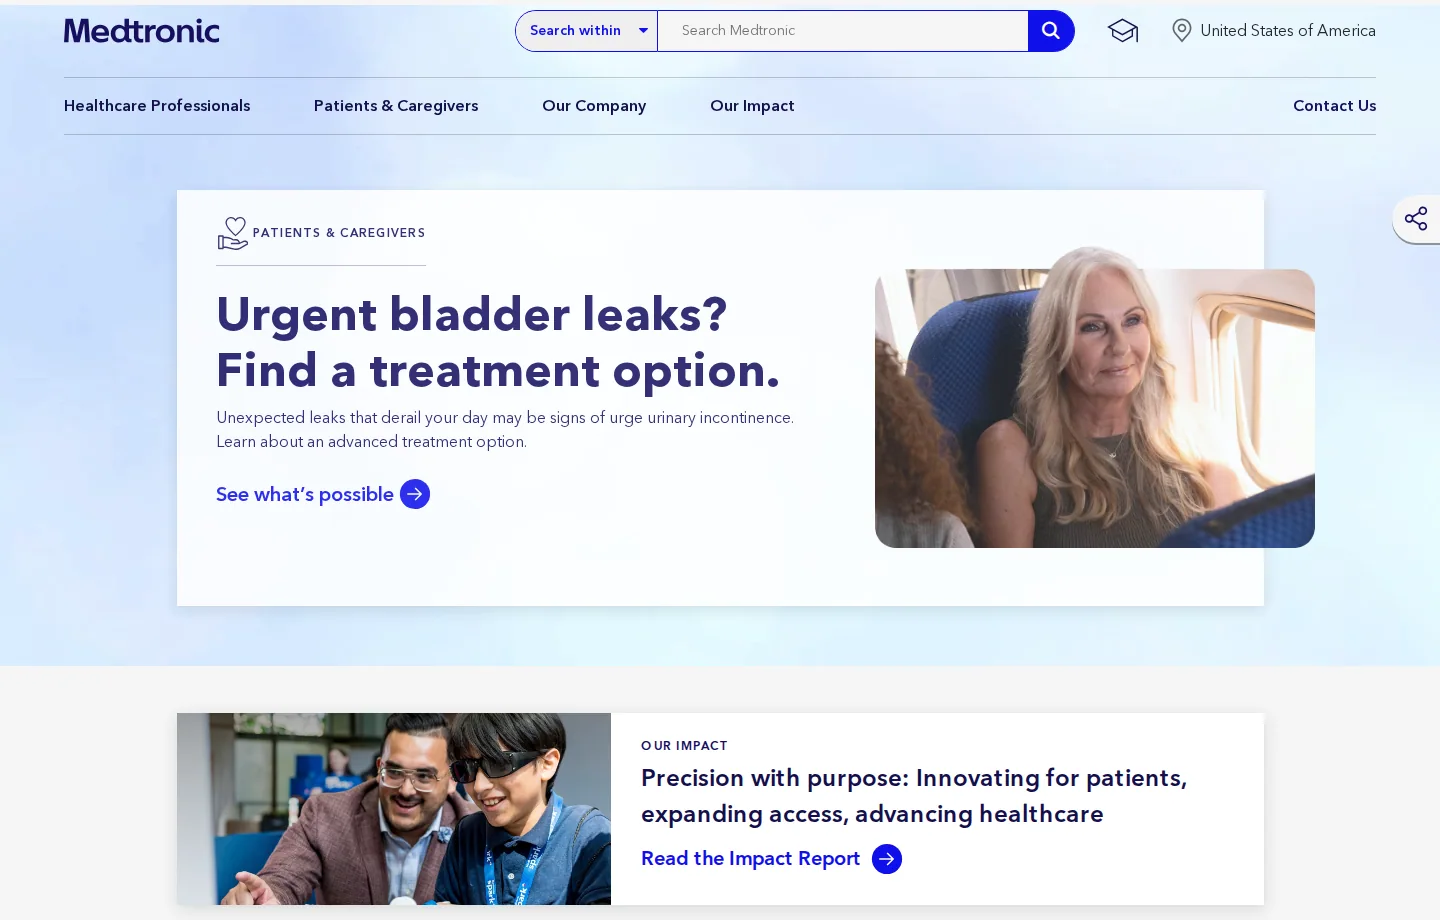 Medtronic
Search within
Search Medtronic
United States of America
Healthcare Professionals
Patients & Caregivers
Our Company
Our Impact
Contact Us
PATIENTS & CAREGIVERS
Urgent bladder leaks?
Find a treatment option.
Unexpected leaks that derail your day may be signs of urge urinary incontinence.
Learn about an advanced treatment option.
See what’s possible
OUR IMPACT
Precision with purpose: Innovating for patients,
expanding access, advancing healthcare
Read the Impact Report